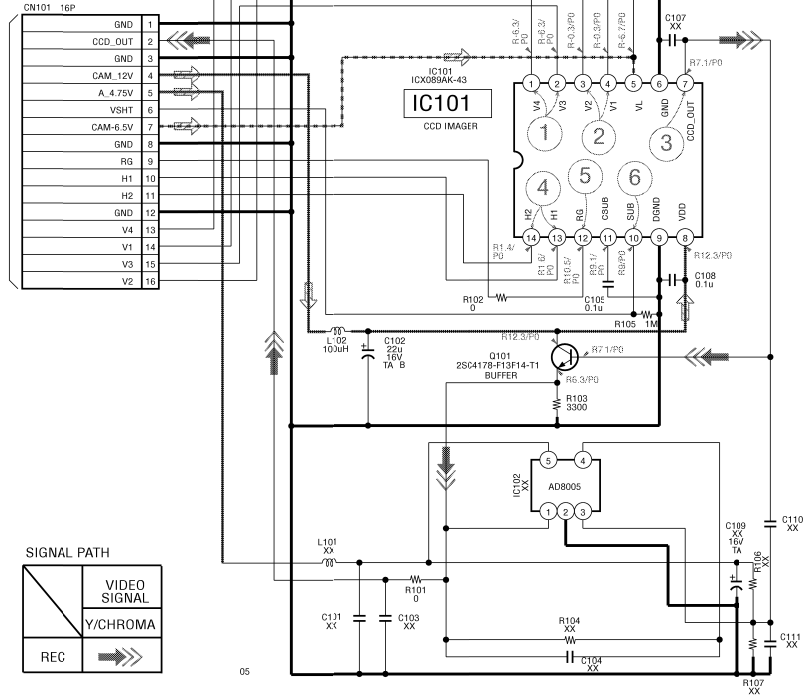 CN101 16P
GND 1
CCD_OUT 2
GND 3
CAM_12V 4
A_4.75V 5
VSHT 6
CAM-6.5V 7
GND 8
RG 9
H1 10
H2 11
GND 12
V4 13
V1 14
V3 15
V2 16
R-6.3/P0
R-6.3/P0
R-0.3/P0
R-0.3/P0
R-6.7/P0
C107
XX
R7.1/P0
IC101
ICX089AK-43
IC101
CCD IMAGER
1 2 3 4 5 6 7
V4 V3 V2 V1 VL GND CCD_OUT
1 2 3
4 5 6
H2 H1 RG CSUB SUB DGND VDD
14 13 12 11 10 9 8
R1.4/P0
R1.6/P0
R10.5/P0
R9.1/P0
R9/P0
R12.3/P0
R102
0
C105
0.1u
C108
0.1u
R105 1M
L102
100uH
C102
22u
16V
TA B
R12.3/P0
Q101
2SC4178-F13F14-T1
BUFFER
R7.1/P0
R6.3/P0
R103
3300
IC102
XX
5 4
AD8005
1 2 3
C109
XX
16V
TA
C110
XX
R106
XX
L101
XX
R101
0
C101
XX
C103
XX
R104
XX
C104
XX
C111
XX
R107
XX
SIGNAL PATH
VIDEO
SIGNAL
Y/CHROMA
REC
05